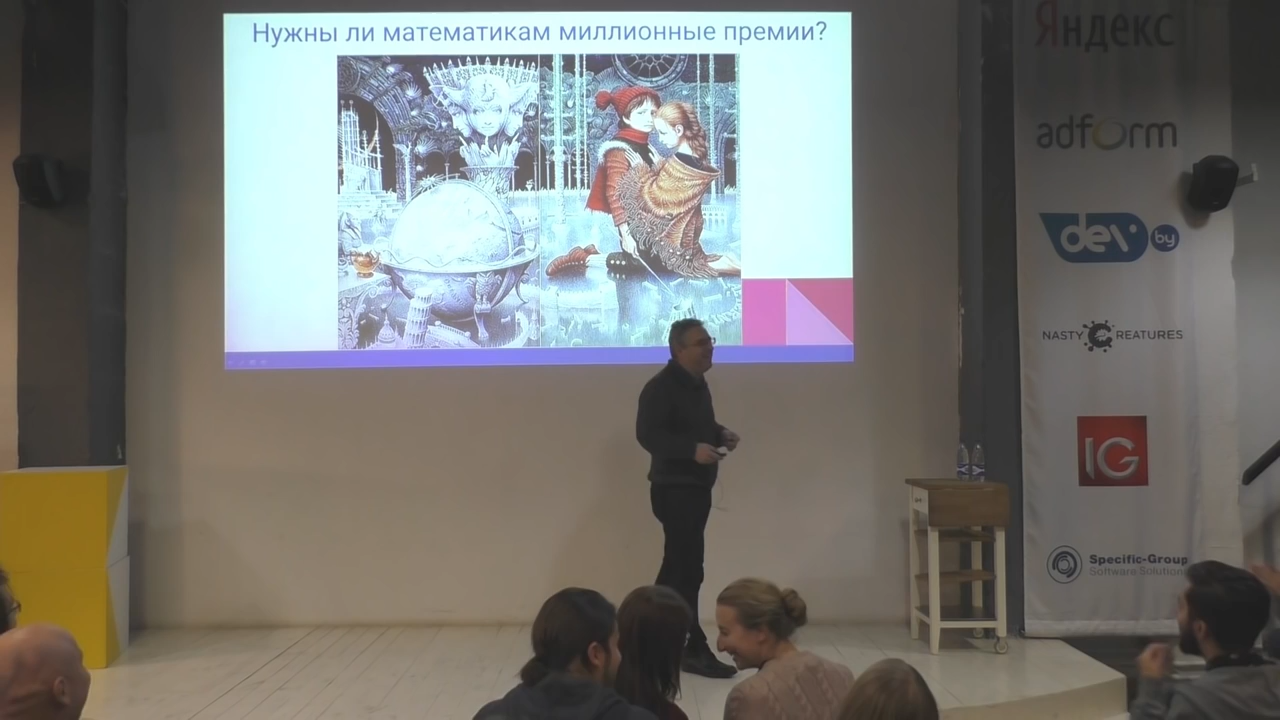 Нужны ли математикам миллионные премии?
Яндекс
adform
dev by
NASTY CREATURES
IG
Specific-Group
Software Solutions